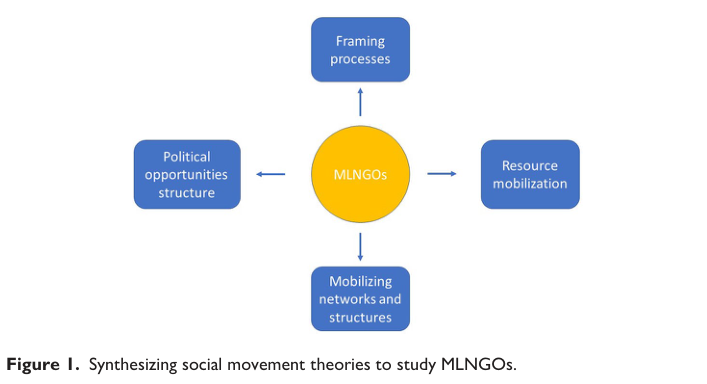 Framing
processes
Political
opportunities
structure
MLNGOs
Resource
mobilization
Mobilizing
networks and
structures
Figure 1. Synthesizing social movement theories to study MLNGOs.